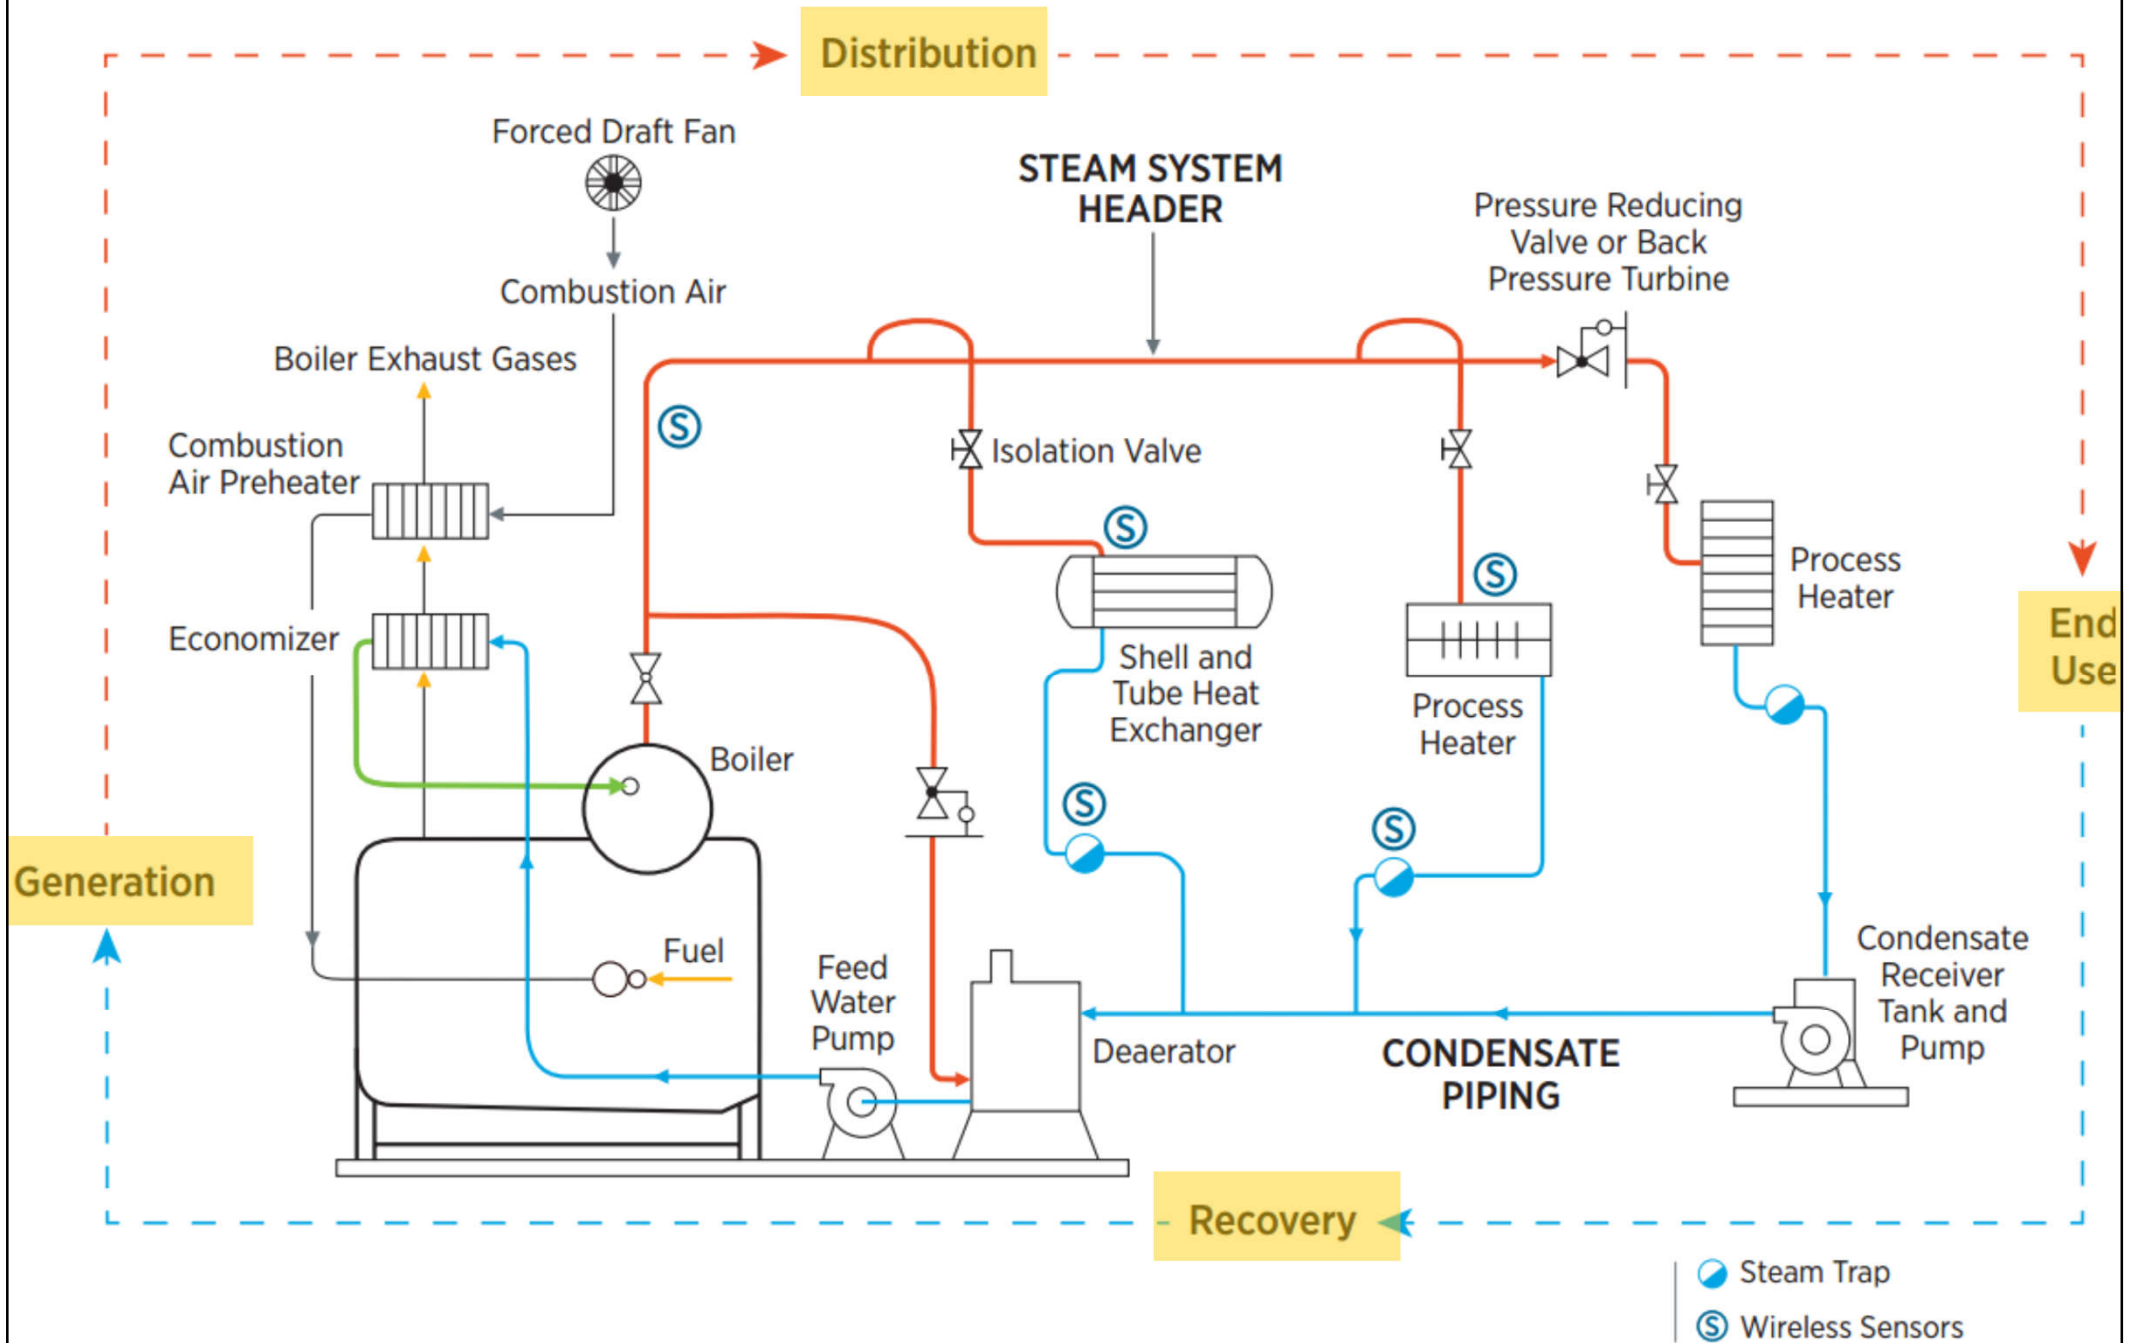 Distribution
Forced Draft Fan
STEAM SYSTEM
HEADER
Pressure Reducing
Valve or Back
Pressure Turbine
Combustion Air
Boiler Exhaust Gases
Combustion
Air Preheater
S
Isolation Valve
S
S
Process
Heater
End
Use
Economizer
Shell and
Tube Heat
Exchanger
Process
Heater
Boiler
S
S
Generation
Fuel
Feed
Water
Pump
Deaerator
CONDENSATE
PIPING
Condensate
Receiver
Tank and
Pump
Recovery
Steam Trap
S Wireless Sensors